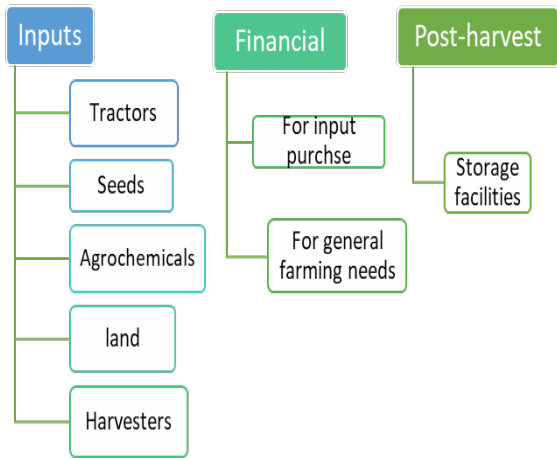 Inputs
Tractors
Seeds
Agrochemicals
land
Harvesters
Financial
For input
purchse
For general
farming needs
Post-harvest
Storage
facilities